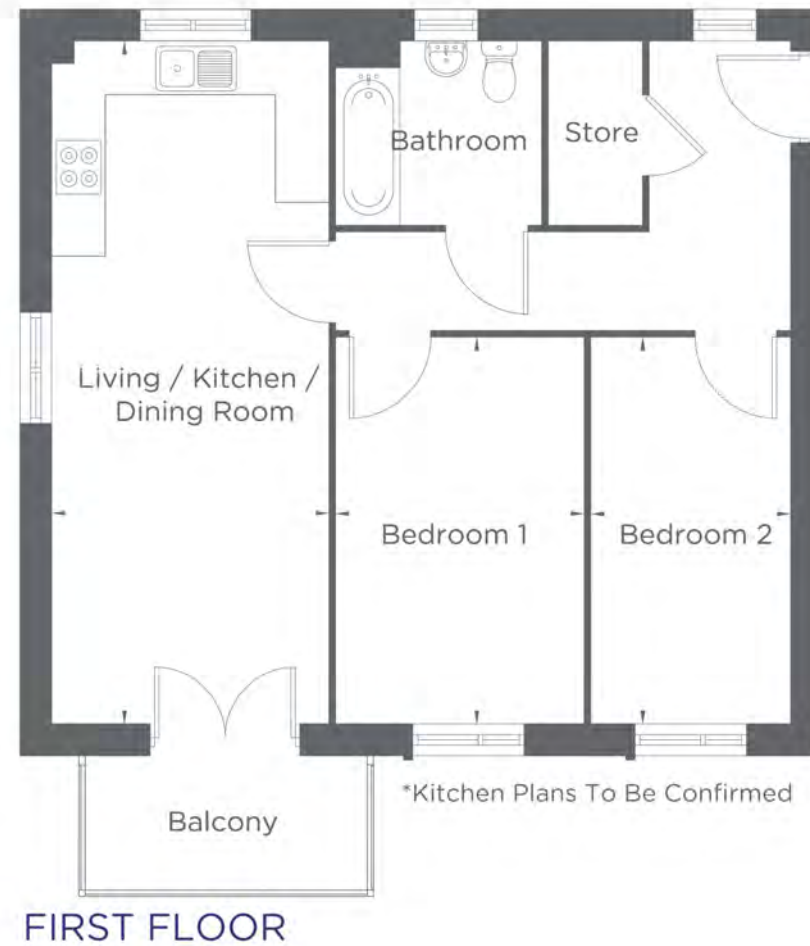 Bathroom
Store
Living / Kitchen /
Dining Room
Bedroom 1
Bedroom 2
*Kitchen Plans To Be Confirmed
Balcony
FIRST FLOOR